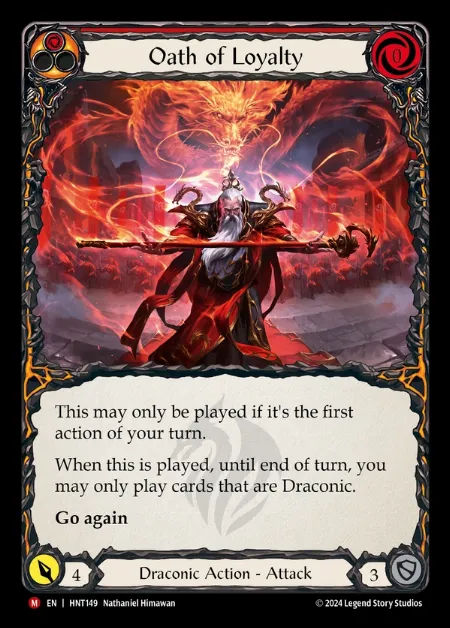 Oath of Loyalty
0
This may only be played if it's the first
action of your turn.
When this is played, until end of turn, you
may only play cards that are Draconic.
Go again
4
Draconic Action - Attack
3
M EN | HNT149 Nathaniel Himawan
© 2024 Legend Story Studios